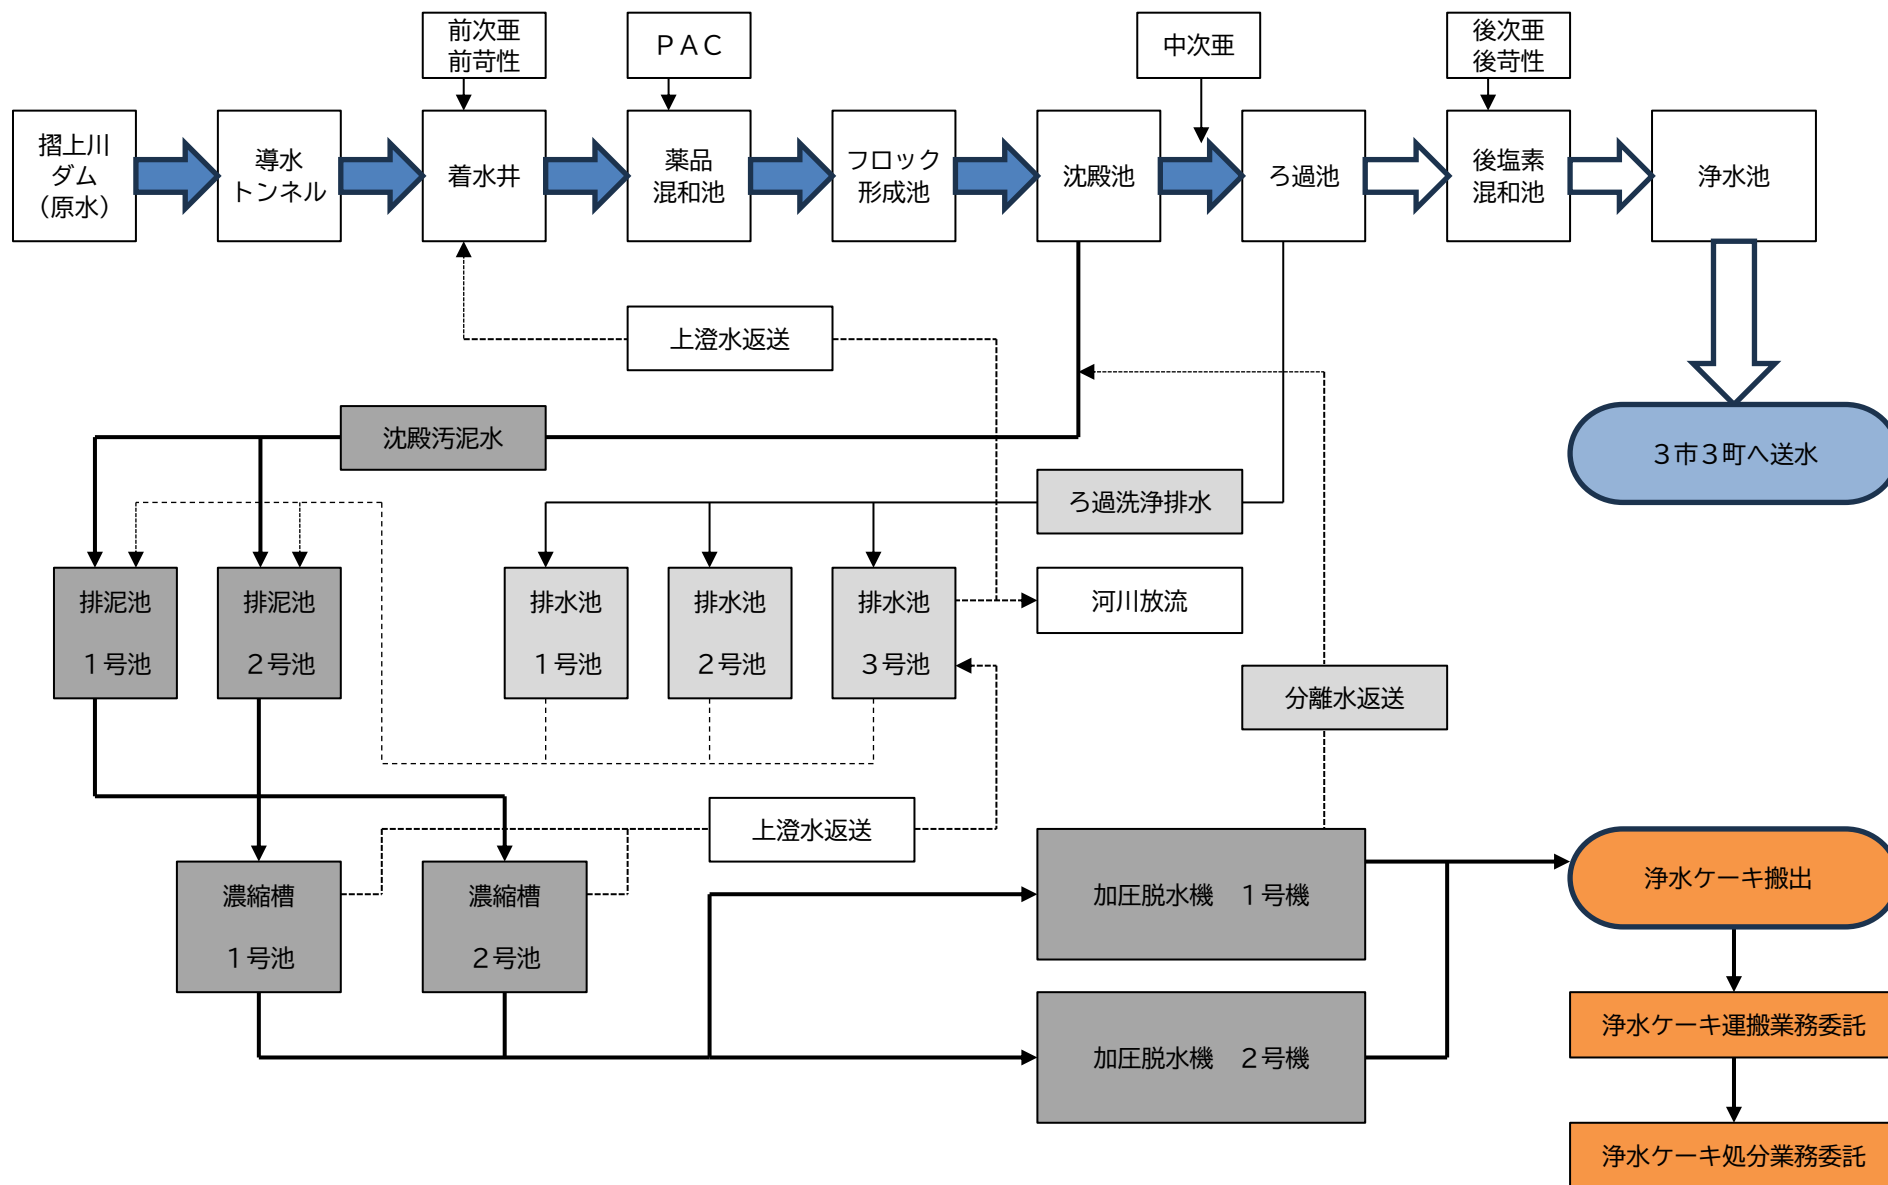 前次亜
前苛性
ＰＡＣ
中次亜
後次亜
後苛性
摺上川
ダム
（原水）
導水
トンネル
着水井
薬品
混和池
フロック
形成池
沈殿池
ろ過池
後塩素
混和池
浄水池
上澄水返送
沈殿汚泥水
３市３町へ送水
ろ過洗浄排水
排泥池
１号池
排泥池
２号池
排水池
１号池
排水池
２号池
排水池
３号池
河川放流
分離水返送
上澄水返送
濃縮槽
１号池
濃縮槽
２号池
加圧脱水機　１号機
浄水ケーキ搬出
加圧脱水機　２号機
浄水ケーキ運搬業務委託
浄水ケーキ処分業務委託